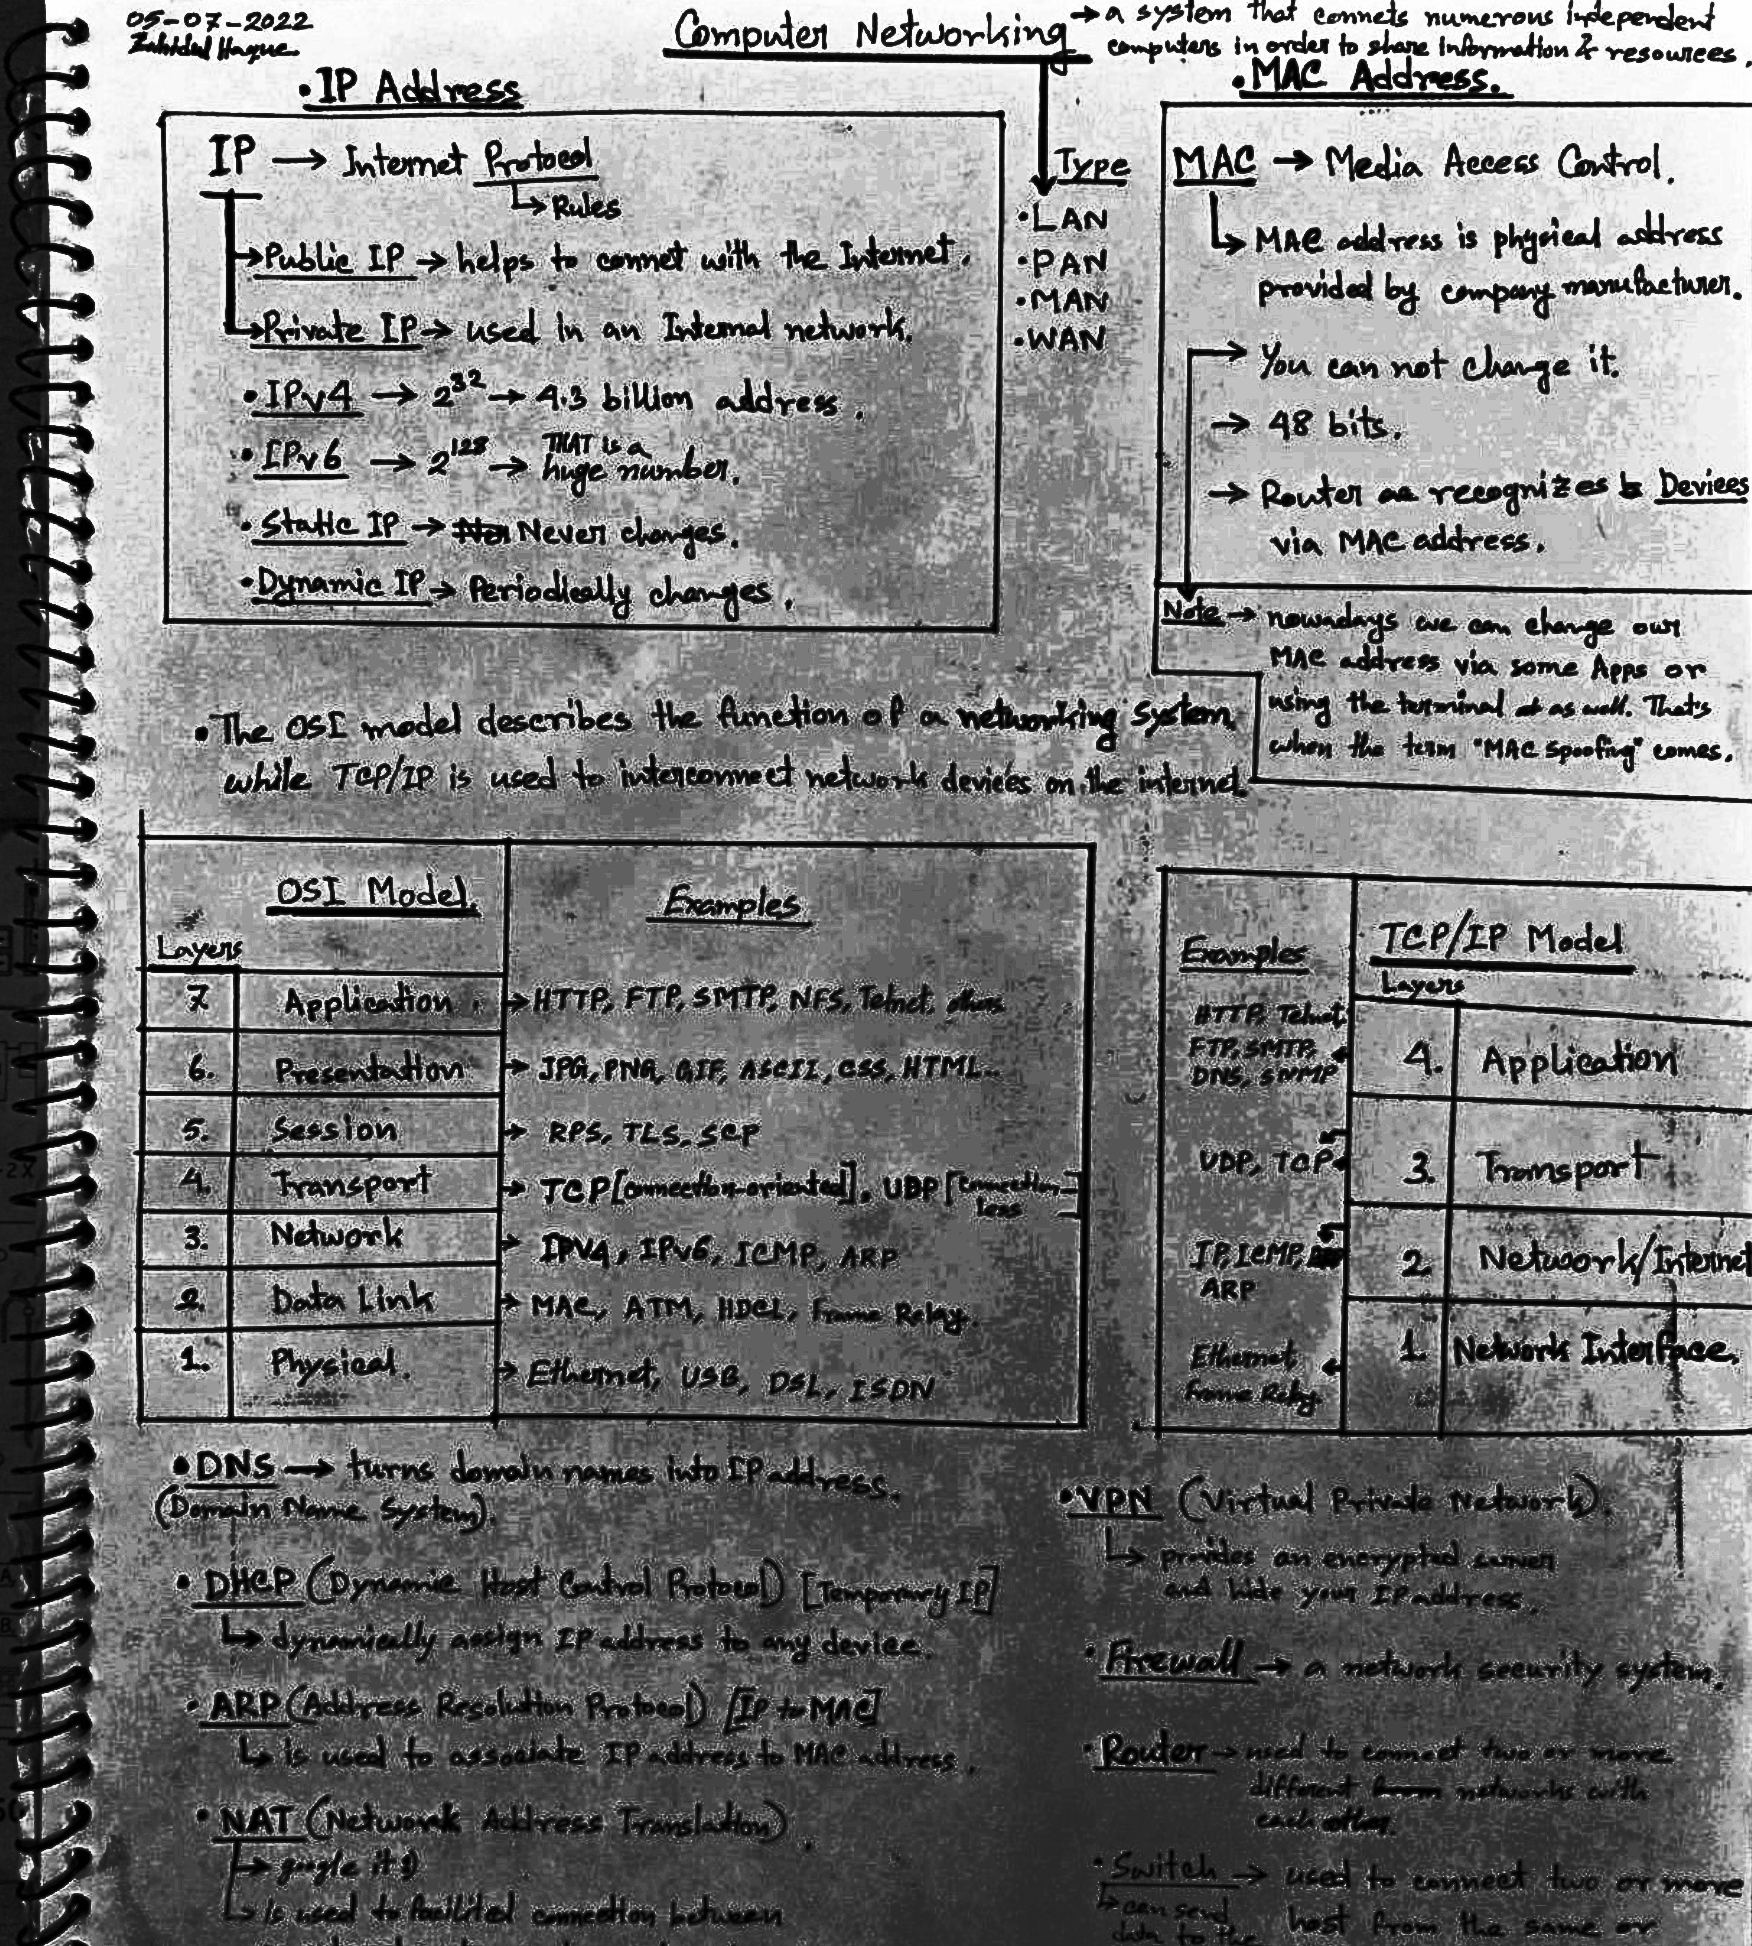 05-07-2022
Zahidul Haque
Computer Networking → a system that connets numerous independent
computers in order to share information & resources.
• IP Address
IP → Internet Protocol
↳ Rules
→ Public IP → helps to connet with the Internet.
→ Private IP → used in an Internal network.
• IPv4 → 2^32 → 4.3 billion address.
• IPv6 → 2^128 → THAT is a
huge number.
• Static IP → Never changes.
• Dynamic IP → Periodically changes.
Type
• LAN
• PAN
• MAN
• WAN
• MAC Address.
MAC → Media Access Control.
↳ MAC address is physical address
provided by company manufacturer.
→ You can not change it.
→ 48 bits.
→ Router recognizes Devices
via MAC address.
Note → nowadays we can change our
MAC address via some Apps or
using the terminal as well. That's
when the term "MAC spoofing" comes.
• The OSI model describes the function of a networking system,
while TCP/IP is used to interconnect network devices on the internet.
OSI Model. Examples
Layers
7 Application → HTTP, FTP, SMTP, NFS, Telnet, others
6. Presentation → JPG, PNG, GIF, ASCII, CSS, HTML...
5. Session → RPS, TLS, SCP
4. Transport → TCP [connection-oriented], UDP [connection-
less]
3. Network → IPV4, IPv6, ICMP, ARP
2. Data Link → MAC, ATM, HDCL, Frame Relay.
1. Physical. → Ethernet, USB, DSL, ISDN
Examples TCP/IP Model
Layers
HTTP, Telnet,
FTP, SMTP,
DNS, SNMP
4. Application
UDP, TCP 3. Transport
IP, ICMP,
ARP
2. Network/Internet
Ethernet,
Frame Relay
1. Network Interface.
• DNS → turns domain names into IP address.
(Domain Name System).
• DHCP (Dynamic Host Control Protocol) [Temporary IP]
↳ dynamically assign IP address to any device.
• ARP (Address Resolution Protocol) [IP to MAC]
↳ is used to associate IP address to MAC address.
• NAT (Network Address Translation).
→ google it :)
↳ is used to facilited connection between
• VPN (Virtual Private Network).
↳ provides an encrypted server
and hide your IP address.
• Firewall → a network security system.
• Router → used to connect two or more
different networks with
each other.
• Switch → used to connect two or more
↳ can send host from the same or
data to the